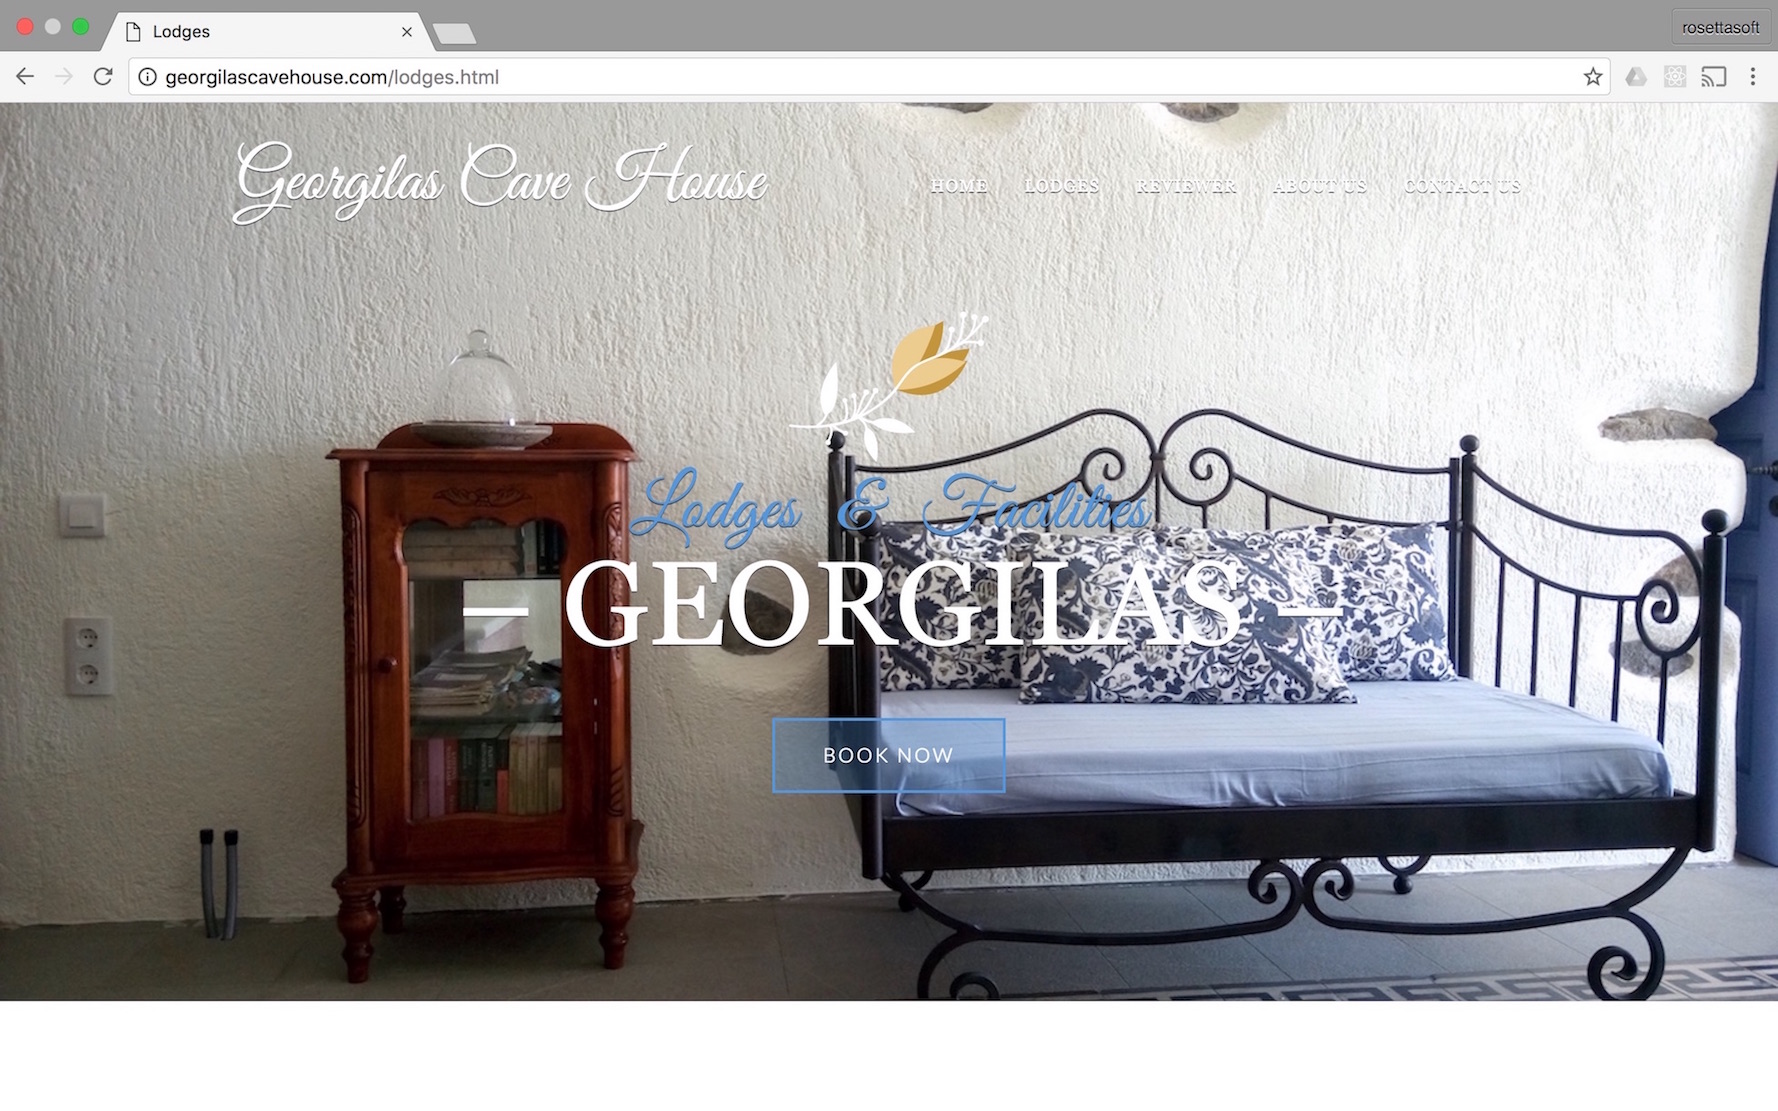 Lodges
rosettasoft
georgilascavehouse.com/lodges.html
Georgilas Cave House
HOME LODGES REVIEWER ABOUT US CONTACT US
Lodges & Facilities
– GEORGILAS –
BOOK NOW